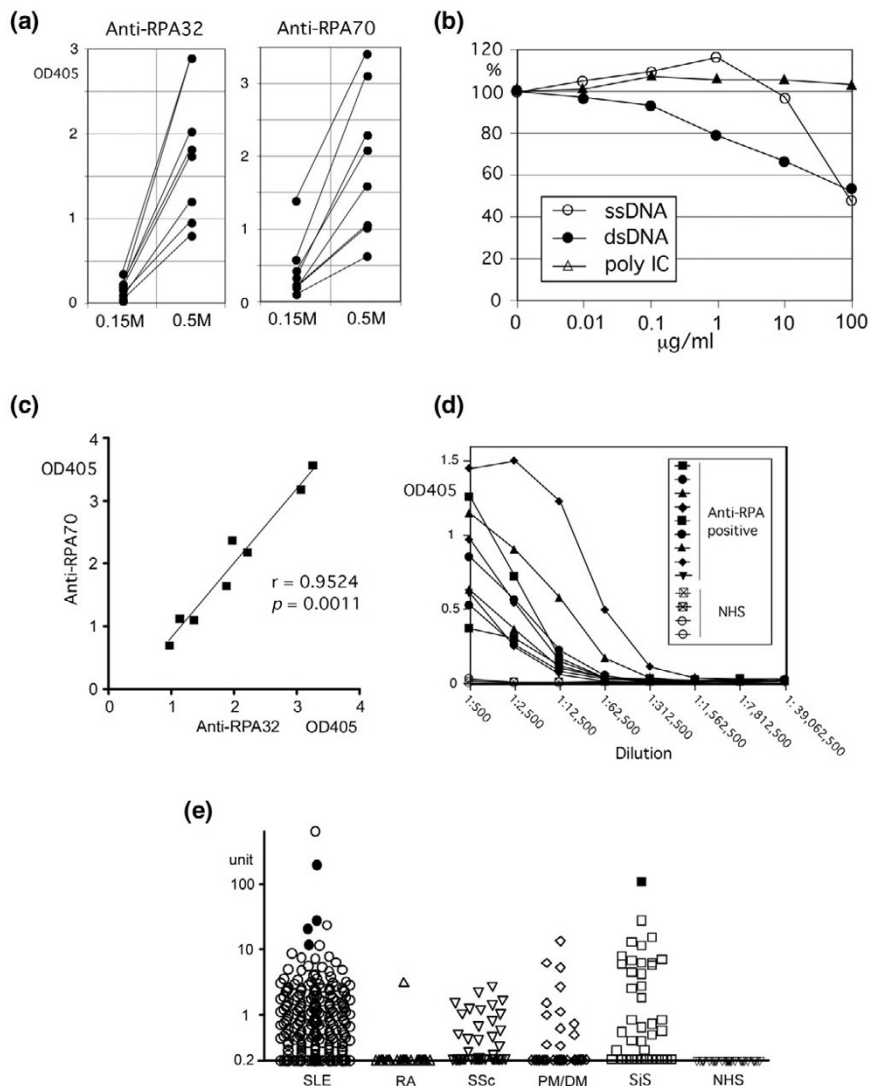 (a)
Anti-RPA32
Anti-RPA70
OD405
3
2
1
0
4
3
2
1
0
0.15M 0.5M
0.15M 0.5M
(b)
120
%
100
80
60
40
20
0
ssDNA
dsDNA
poly IC
0 0.01 0.1 1 10 100
μg/ml
(c)
4
OD405
3
2
1
0
Anti-RPA70
r = 0.9524
p = 0.0011
0 1 2 3 4
Anti-RPA32 OD405
(d)
1.5
OD405
1
0.5
0
Anti-RPA
positive
NHS
1:500
1:2,500
1:12,500
1:62,500
1:312,500
1:1,562,500
1:7,812,500
1:39,062,500
Dilution
(e)
unit
100
10
1
0.2
SLE RA SSc PM/DM SjS NHS